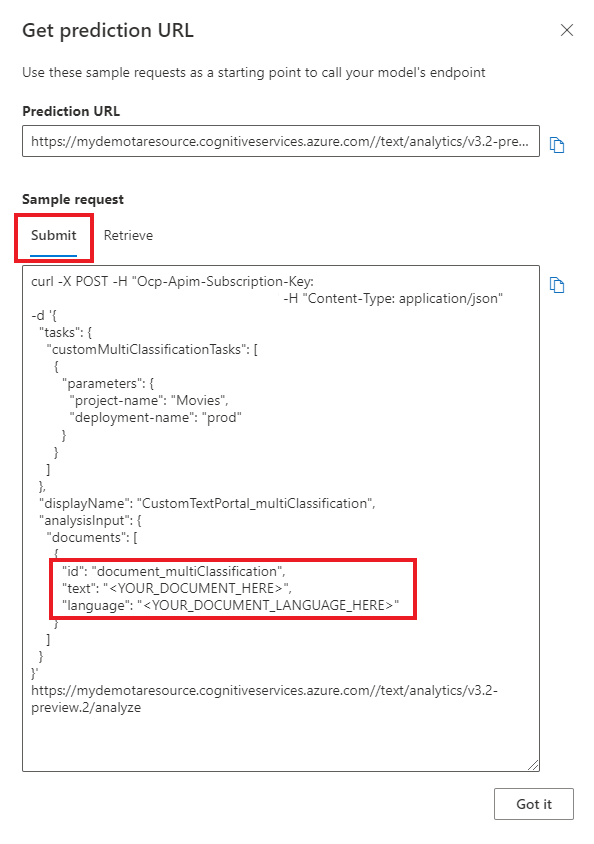 Get prediction URL
Use these sample requests as a starting point to call your model's endpoint
Prediction URL
https://mydemotaresource.cognitiveservices.azure.com//text/analytics/v3.2-pre...
Sample request
Submit Retrieve
curl -X POST -H "Ocp-Apim-Subscription-Key:
-H "Content-Type: application/json"
-d '{
"tasks": {
"customMultiClassificationTasks": [
{
"parameters": {
"project-name": "Movies",
"deployment-name": "prod"
}
}
]
},
"displayName": "CustomTextPortal_multiClassification",
"analysisInput": {
"documents": [
{
"id": "document_multiClassification",
"text": "<YOUR_DOCUMENT_HERE>",
"language": "<YOUR_DOCUMENT_LANGUAGE_HERE>"
}
]
}
}'
https://mydemotaresource.cognitiveservices.azure.com//text/analytics/v3.2-
preview.2/analyze
Got it